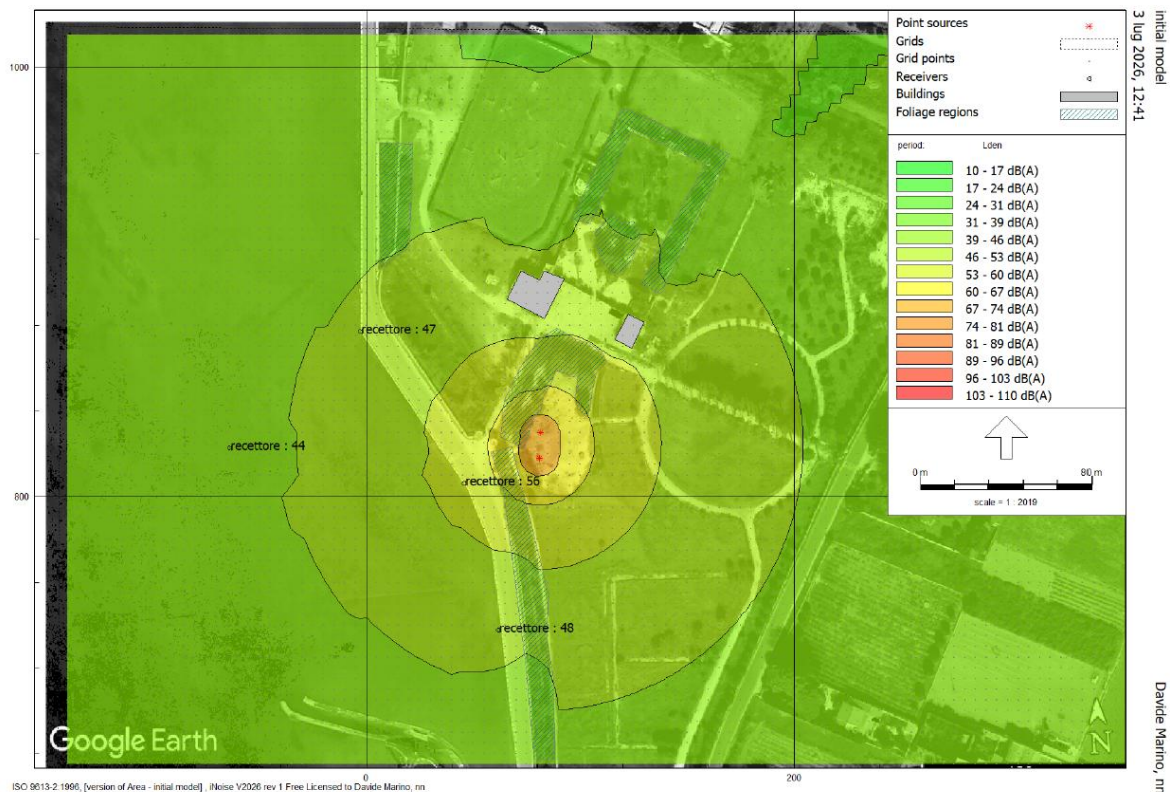 Point sources
Grids
Grid points
Receivers
Buildings
Foliage regions
period: Lden
10 - 17 dB(A)
17 - 24 dB(A)
24 - 31 dB(A)
31 - 39 dB(A)
39 - 46 dB(A)
46 - 53 dB(A)
53 - 60 dB(A)
60 - 67 dB(A)
67 - 74 dB(A)
74 - 81 dB(A)
81 - 89 dB(A)
89 - 96 dB(A)
96 - 103 dB(A)
103 - 110 dB(A)
0 m 80 m
scale = 1 : 2019
initial model
3 lug 2026, 12:41
1000
recettore : 47
recettore : 44
recettore : 56
800
recettore : 48
Google Earth
N
Davide Marino, nn
0 200
ISO 9613-2 1996, [version of Area - initial model] , iNoise V2026 rev 1 Free Licensed to Davide Marino, nn